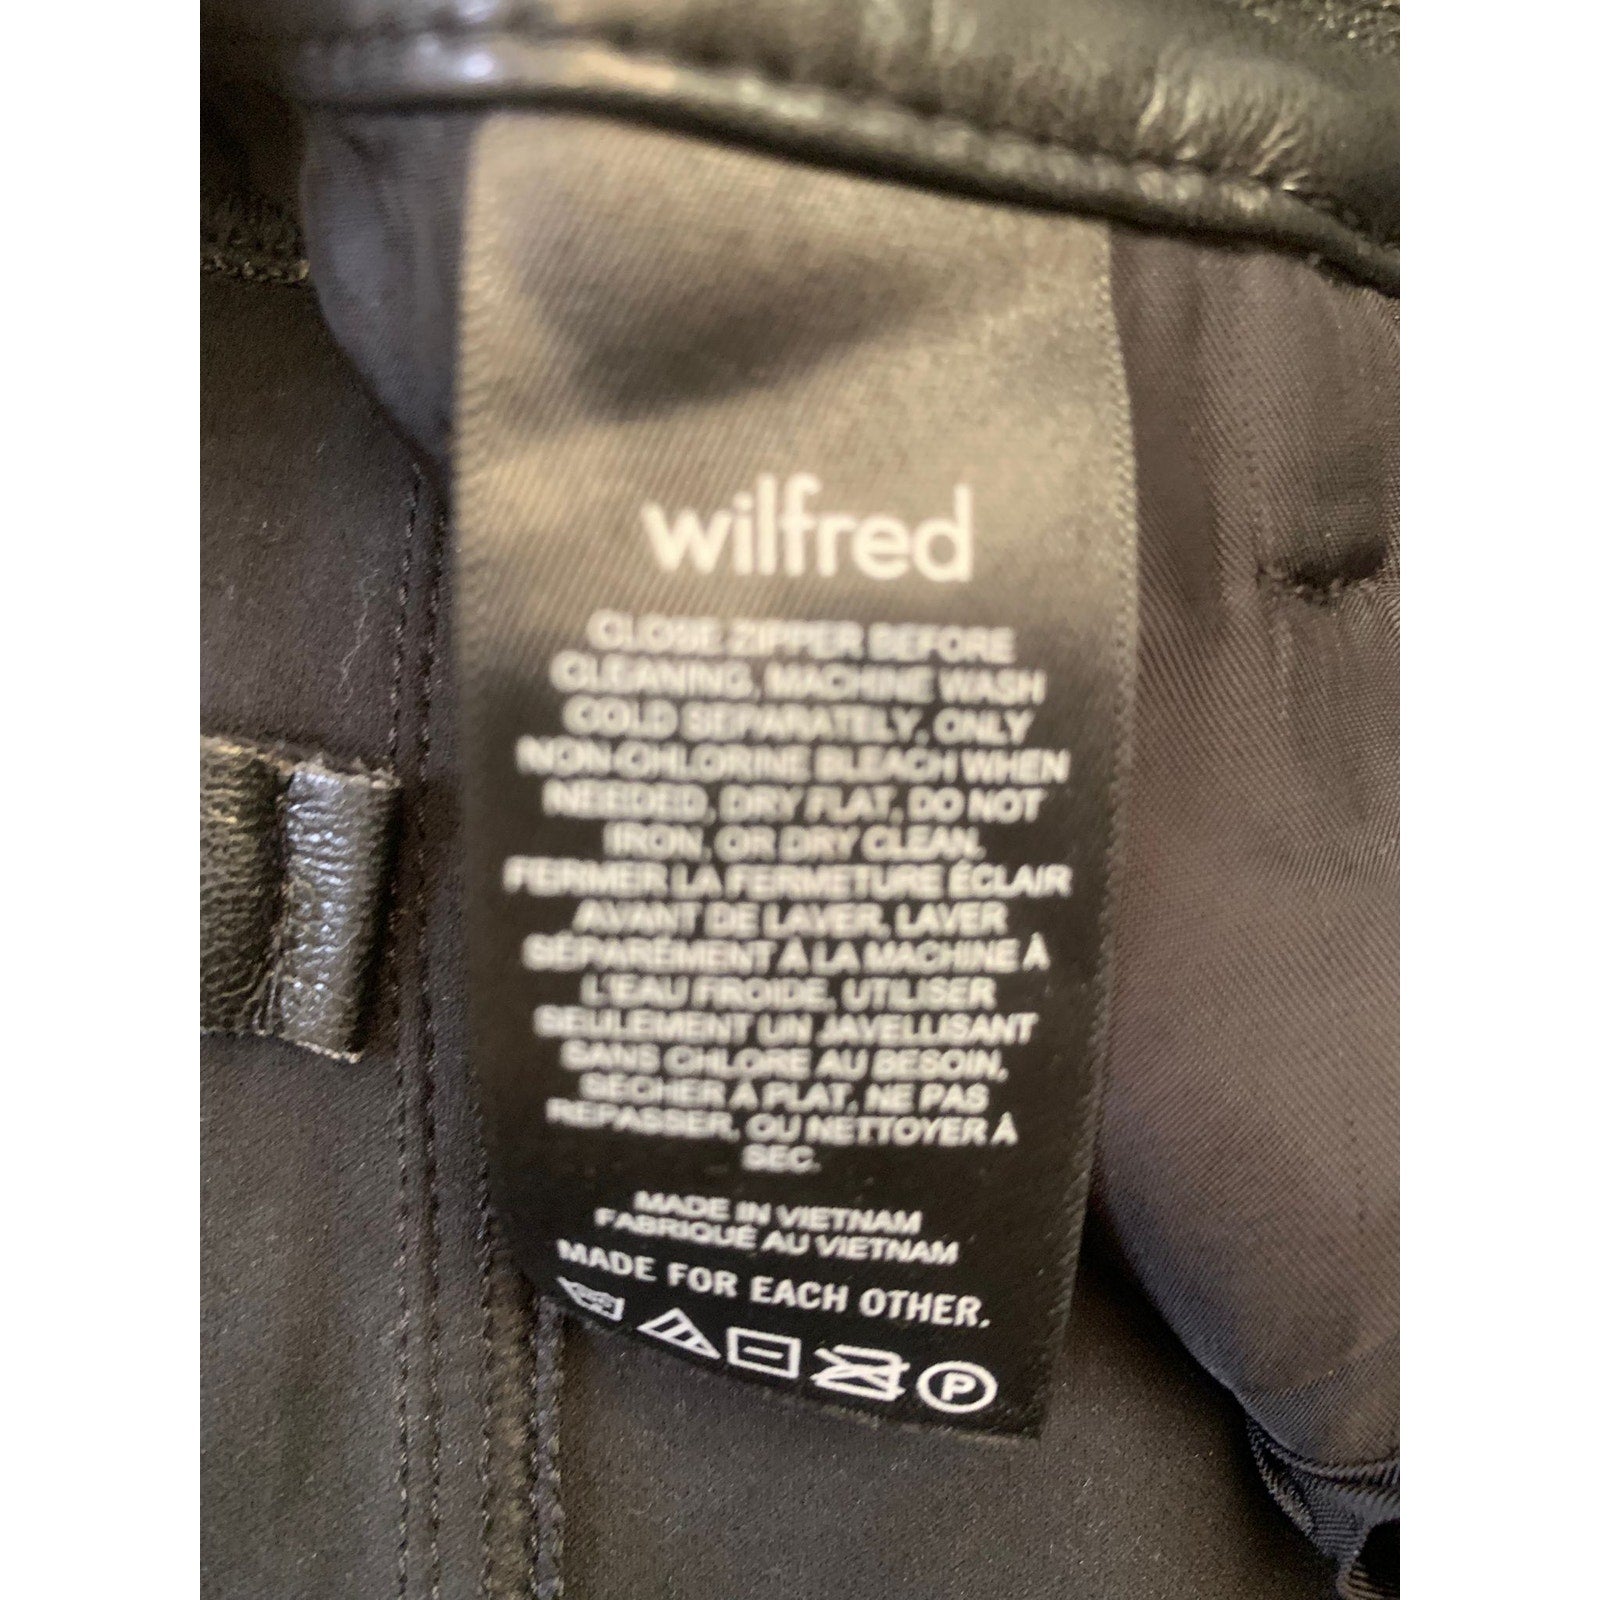 wilfred
CLOSE ZIPPER BEFORE
CLEANING, MACHINE WASH
COLD SEPARATELY, ONLY
NON-CHLORINE BLEACH WHEN
NEEDED, DRY FLAT, DO NOT
IRON, OR DRY CLEAN.
FERMER LA FERMETURE ÉCLAIR
AVANT DE LAVER, LAVER
SÉPARÉMENT À LA MACHINE À
L'EAU FROIDE, UTILISER
SEULEMENT UN JAVELLISANT
SANS CHLORE AU BESOIN,
SÉCHER À PLAT, NE PAS
REPASSER, OU NETTOYER À
SEC.
MADE IN VIETNAM
FABRIQUÉ AU VIETNAM
MADE FOR EACH OTHER.
P